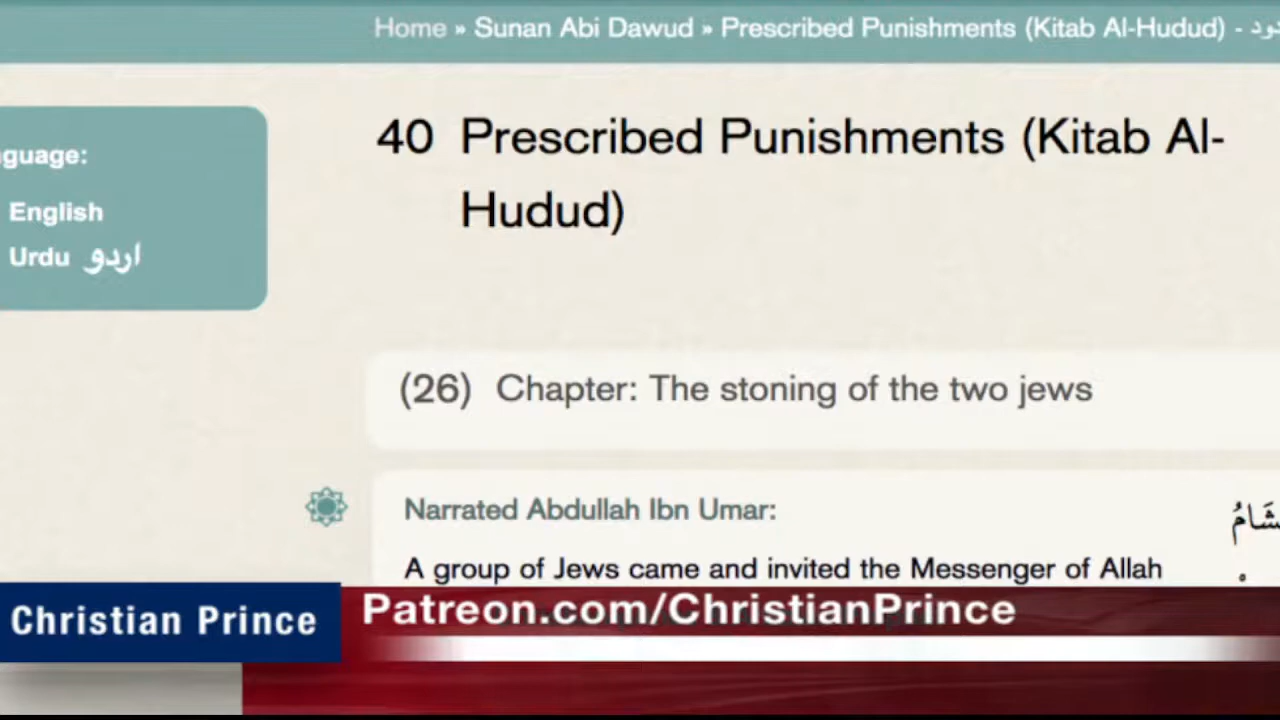 Home » Sunan Abi Dawud » Prescribed Punishments (Kitab Al-Hudud) -
40 Prescribed Punishments (Kitab Al-
Hudud)
nguage:
English
Urdu اردو
(26) Chapter: The stoning of the two jews
Narrated Abdullah Ibn Umar:
A group of Jews came and invited the Messenger of Allah
Christian Prince
Patreon.com/ChristianPrince